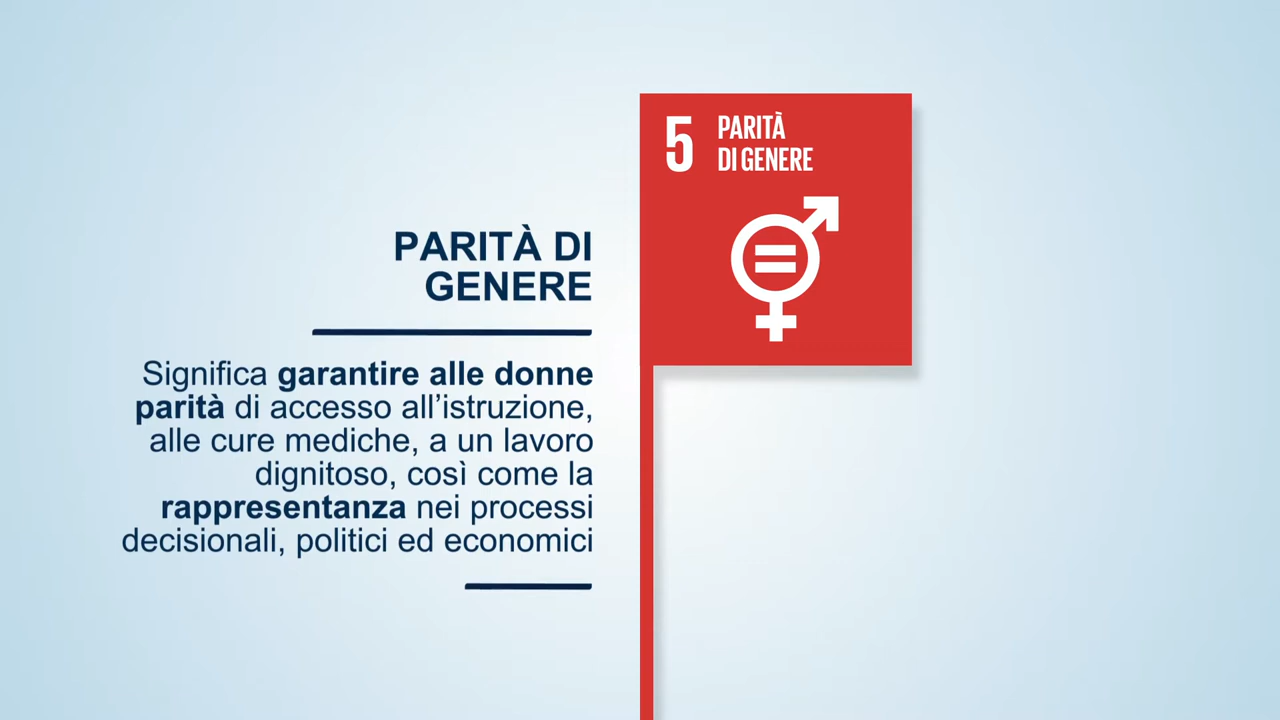 5 PARITÀ
DI GENERE
PARITÀ DI
GENERE
Significa garantire alle donne
parità di accesso all’istruzione,
alle cure mediche, a un lavoro
dignitoso, così come la
rappresentanza nei processi
decisionali, politici ed economici